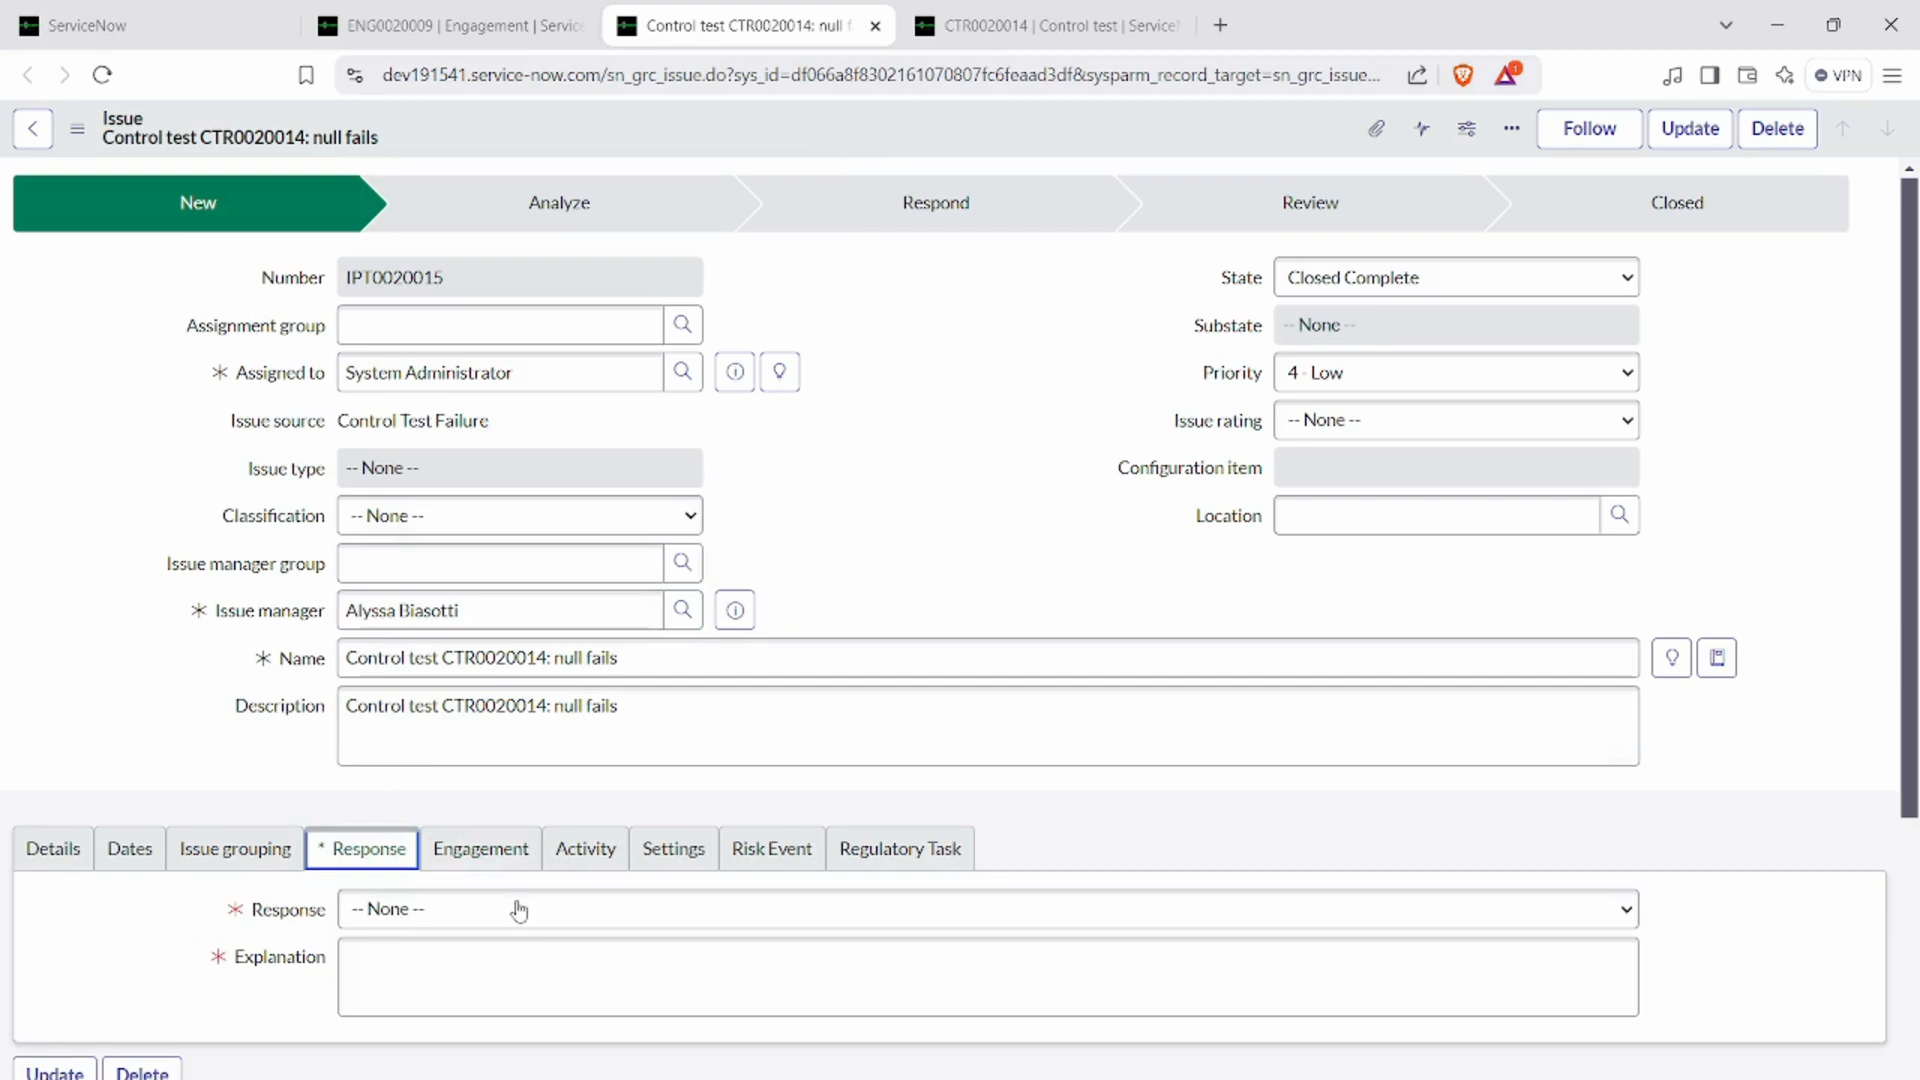 ServiceNow
ENG0020009 | Engagement | Servic
Control test CTR0020014: null f
CTR0020014 | Control test | Service
dev191541.service-now.com/sn_grc_issue.do?sys_id=df066a8f8302161070807fc6feaad3df&sysparm_record_target=sn_grc_issue...
1
VPN
Issue
Control test CTR0020014: null fails
Follow
Update
Delete
New
Analyze
Respond
Review
Closed
Number
IPT0020015
State
Closed Complete
Assignment group
Substate
-- None --
Assigned to
System Administrator
Priority
4 - Low
Issue source
Control Test Failure
Issue rating
-- None --
Issue type
-- None --
Configuration item
Classification
-- None --
Location
Issue manager group
Issue manager
Alyssa Biasotti
Name
Control test CTR0020014: null fails
Description
Control test CTR0020014: null fails
Details
Dates
Issue grouping
* Response
Engagement
Activity
Settings
Risk Event
Regulatory Task
Response
-- None --
Explanation
Update
Delete